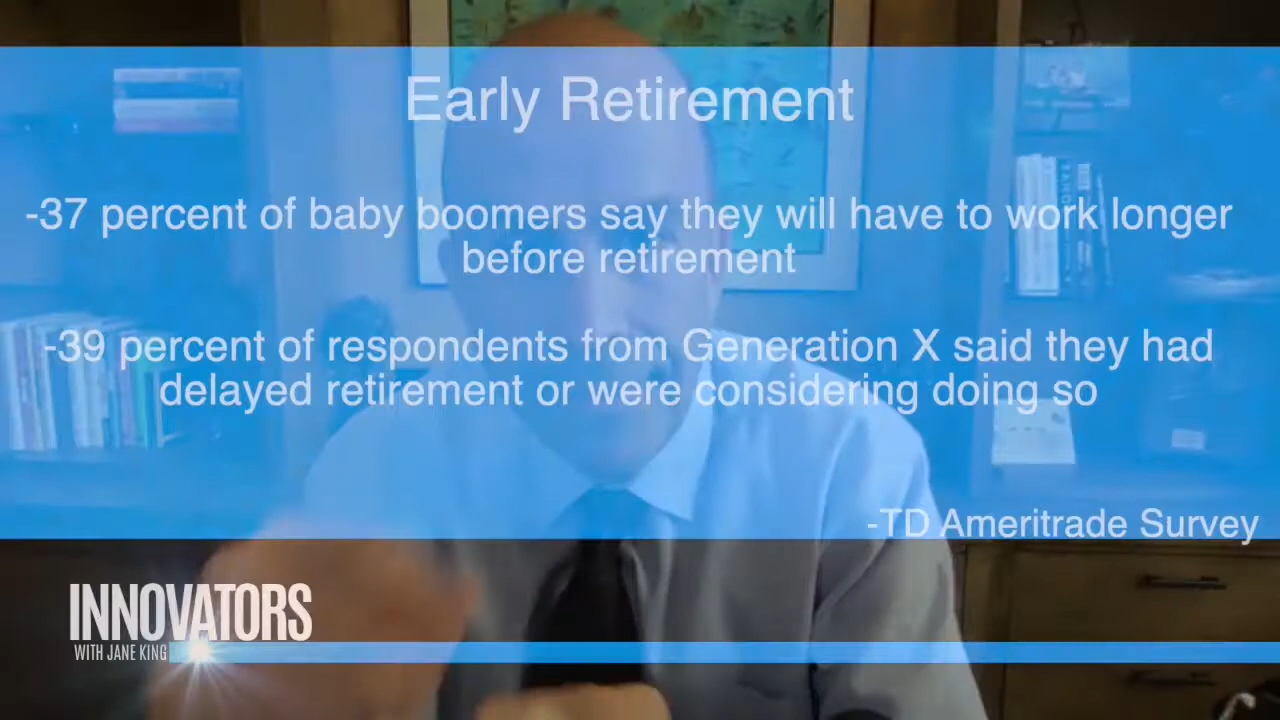 Early Retirement
-37 percent of baby boomers say they will have to work longer
before retirement
-39 percent of respondents from Generation X said they had
delayed retirement or were considering doing so
-TD Ameritrade Survey
INNOVATORS
WITH JANE KING